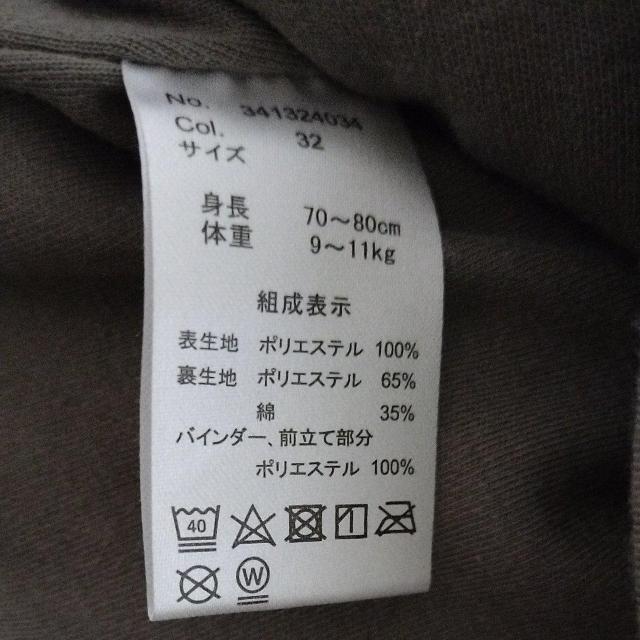 No. 341324034
Col. 32
サイズ
身長 70～80cm
体重 9～11kg
組成表示
表生地 ポリエステル 100%
裏生地 ポリエステル 65%
綿 35%
バインダー、前立て部分
ポリエステル 100%
40
W